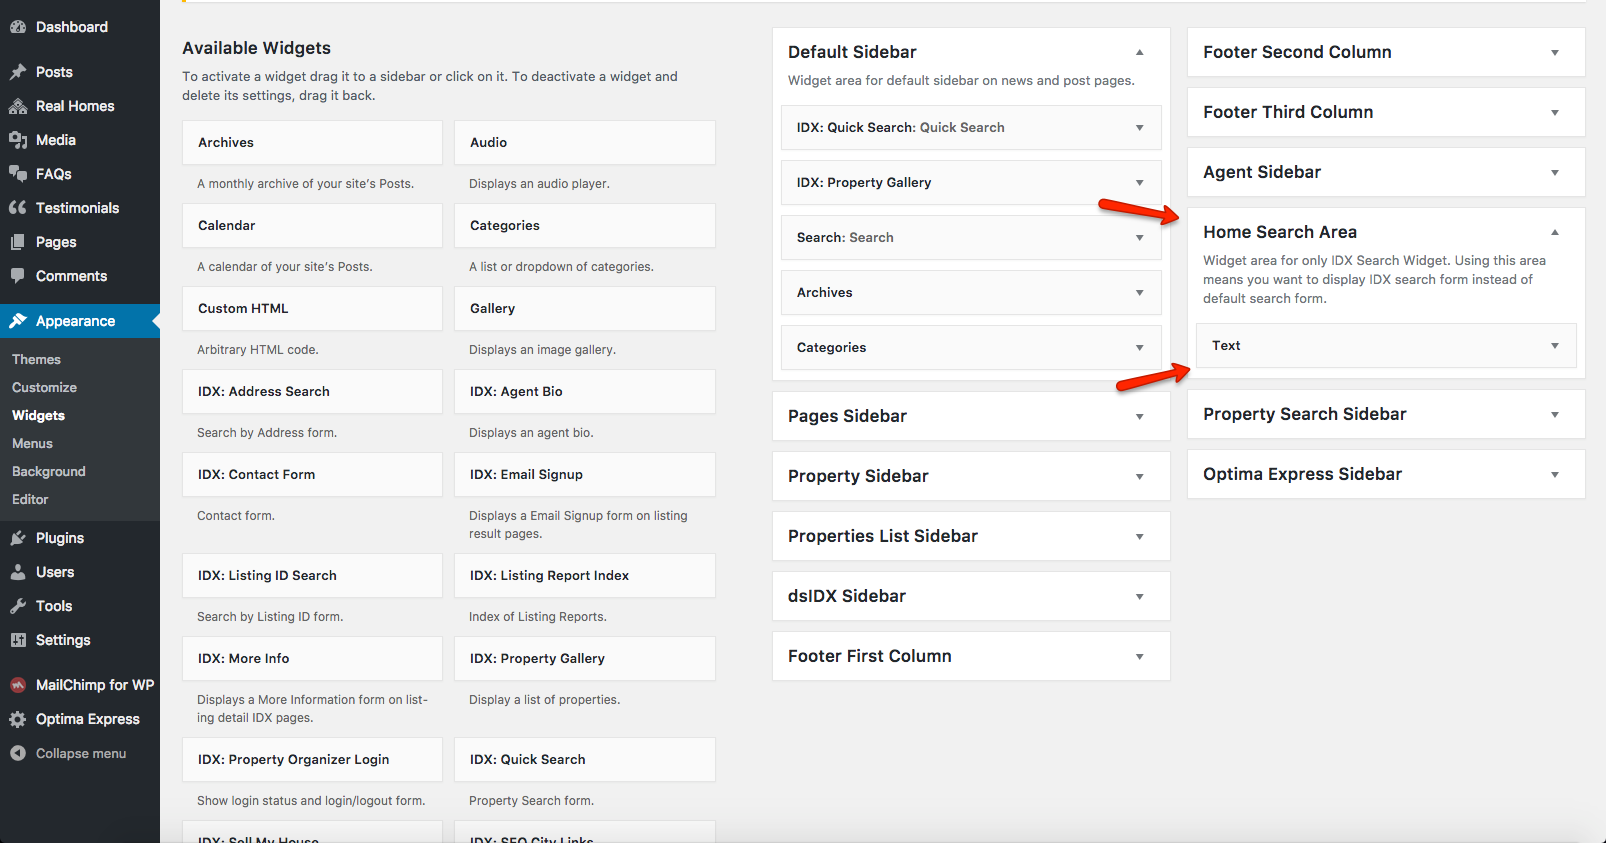 Dashboard
Posts
Real Homes
Media
FAQs
Testimonials
Pages
Comments
Appearance
Themes
Customize
Widgets
Menus
Background
Editor
Plugins
Users
Tools
Settings
MailChimp for WP
Optima Express
Collapse menu
Available Widgets
To activate a widget drag it to a sidebar or click on it. To deactivate a widget and
delete its settings, drag it back.
Archives
A monthly archive of your site’s Posts.
Audio
Displays an audio player.
Calendar
A calendar of your site’s Posts.
Categories
A list or dropdown of categories.
Custom HTML
Arbitrary HTML code.
Gallery
Displays an image gallery.
IDX: Address Search
Search by Address form.
IDX: Agent Bio
Displays an agent bio.
IDX: Contact Form
Contact form.
IDX: Email Signup
Displays a Email Signup form on listing
result pages.
IDX: Listing ID Search
Search by Listing ID form.
IDX: Listing Report Index
Index of Listing Reports.
IDX: More Info
Displays a More Information form on list-
ing detail IDX pages.
IDX: Property Gallery
Display a list of properties.
IDX: Property Organizer Login
Show login status and login/logout form.
IDX: Quick Search
Property Search form.
IDX: Sell My House
IDX: SEO City Links
Default Sidebar
Widget area for default sidebar on news and post pages.
IDX: Quick Search: Quick Search
IDX: Property Gallery
Search: Search
Archives
Categories
Pages Sidebar
Property Sidebar
Properties List Sidebar
dsIDX Sidebar
Footer First Column
Footer Second Column
Footer Third Column
Agent Sidebar
Home Search Area
Widget area for only IDX Search Widget. Using this area
means you want to display IDX search form instead of
default search form.
Text
Property Search Sidebar
Optima Express Sidebar